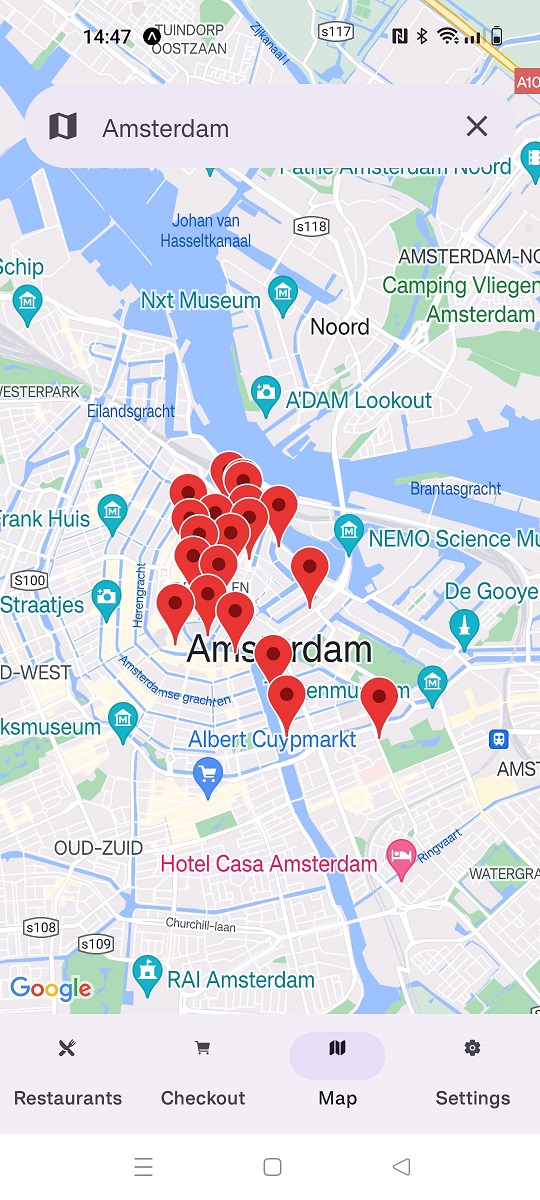 14:47
TUINDORP
OOSTZAAN
Zijkanaal I
s117
A10
Amsterdam
Pathé Amsterdam Noord
Johan van
Hasseltkanaal
s118
AMSTERDAM-NO
Schip
Camping Vliegen
Amsterdam
Nxt Museum
Noord
WESTERPARK
A'DAM Lookout
Eilandsgracht
Brantasgracht
Frank Huis
NEMO Science Mu
S100
Herengracht
EN
De Gooye
Straatjes
Amsterdam
D-WEST
Amsterdamse grachten
enmu m
ksmuseum
Albert Cuypmarkt
AMST
OUD-ZUID
Ringvaart
Hotel Casa Amsterdam
WATERGRA
s108
Churchill-laan
s109
RAI Amsterdam
Google
Restaurants
Checkout
Map
Settings